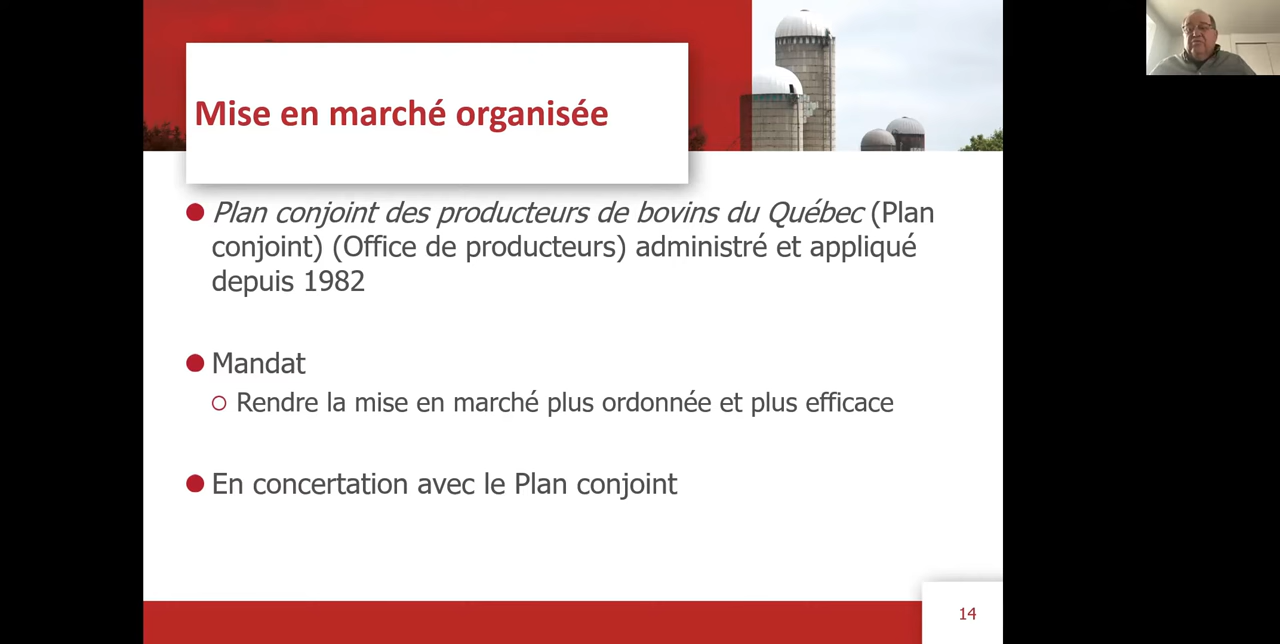 Mise en marché organisée
Plan conjoint des producteurs de bovins du Québec (Plan
conjoint) (Office de producteurs) administré et appliqué
depuis 1982
Mandat
Rendre la mise en marché plus ordonnée et plus efficace
En concertation avec le Plan conjoint
14